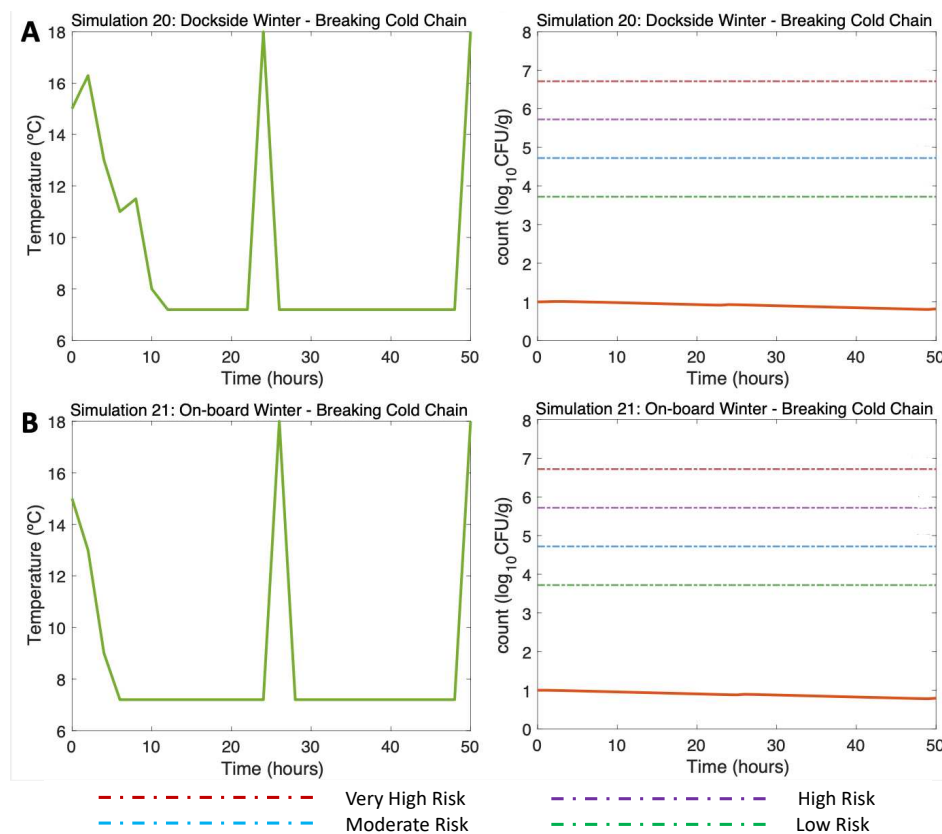 A
Simulation 20: Dockside Winter - Breaking Cold Chain
18
16
14
12
10
8
6
Temperature (ºC)
0 10 20 30 40 50
Time (hours)
Simulation 20: Dockside Winter - Breaking Cold Chain
8
7
6
5
4
3
2
1
0
count (log10CFU/g)
0 10 20 30 40 50
Time (hours)
B
Simulation 21: On-board Winter - Breaking Cold Chain
18
16
14
12
10
8
6
Temperature (ºC)
0 10 20 30 40 50
Time (hours)
Simulation 21: On-board Winter - Breaking Cold Chain
8
7
6
5
4
3
2
1
0
count (log10CFU/g)
0 10 20 30 40 50
Time (hours)
Very High Risk
High Risk
Moderate Risk
Low Risk